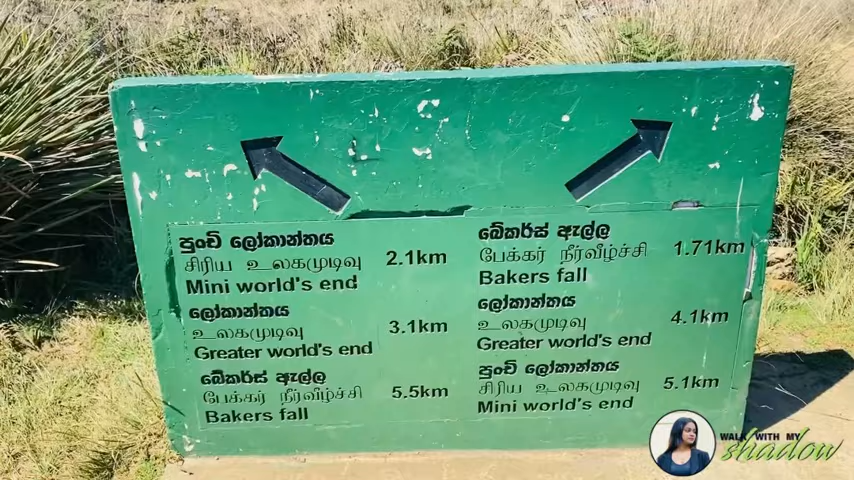 පුංචි ලෝකාන්තය
சிரிய உலகமுடிவு 2.1km
Mini world's end
ලෝකාන්තය
உலகமுடிவு 3.1km
Greater world's end
බේකර්ස් ඇල්ල
பேக்கர் நீர்வீழ்ச்சி 5.5km
Bakers fall
බේකර්ස් ඇල්ල
பேக்கர் நீர்வீழ்ச்சி 1.71km
Bakers fall
ලෝකාන්තය
உலகமுடிவு 4.1km
Greater world's end
පුංචි ලෝකාන්තය
சிரிய உலகமுடிவு 5.1km
Mini world's end
WALK WITH MY
shadow